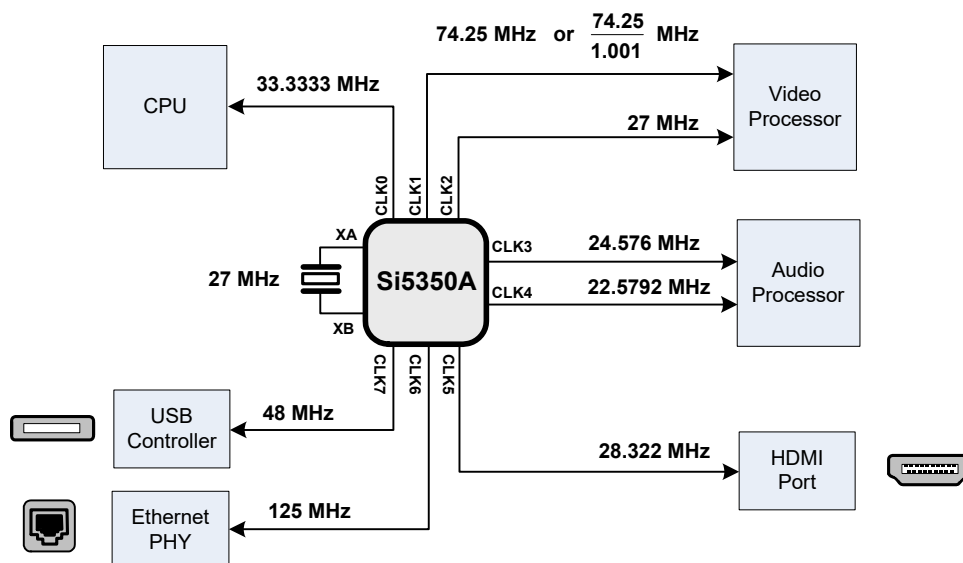 74.25 MHz or 74.25/1.001 MHz
33.3333 MHz
CPU
Video
Processor
27 MHz
CLK0
CLK1
CLK2
XA
CLK3
24.576 MHz
27 MHz
Si5350A
Audio
Processor
CLK4
22.5792 MHz
XB
CLK7
CLK6
CLK5
USB
Controller
48 MHz
28.322 MHz
HDMI
Port
125 MHz
Ethernet
PHY